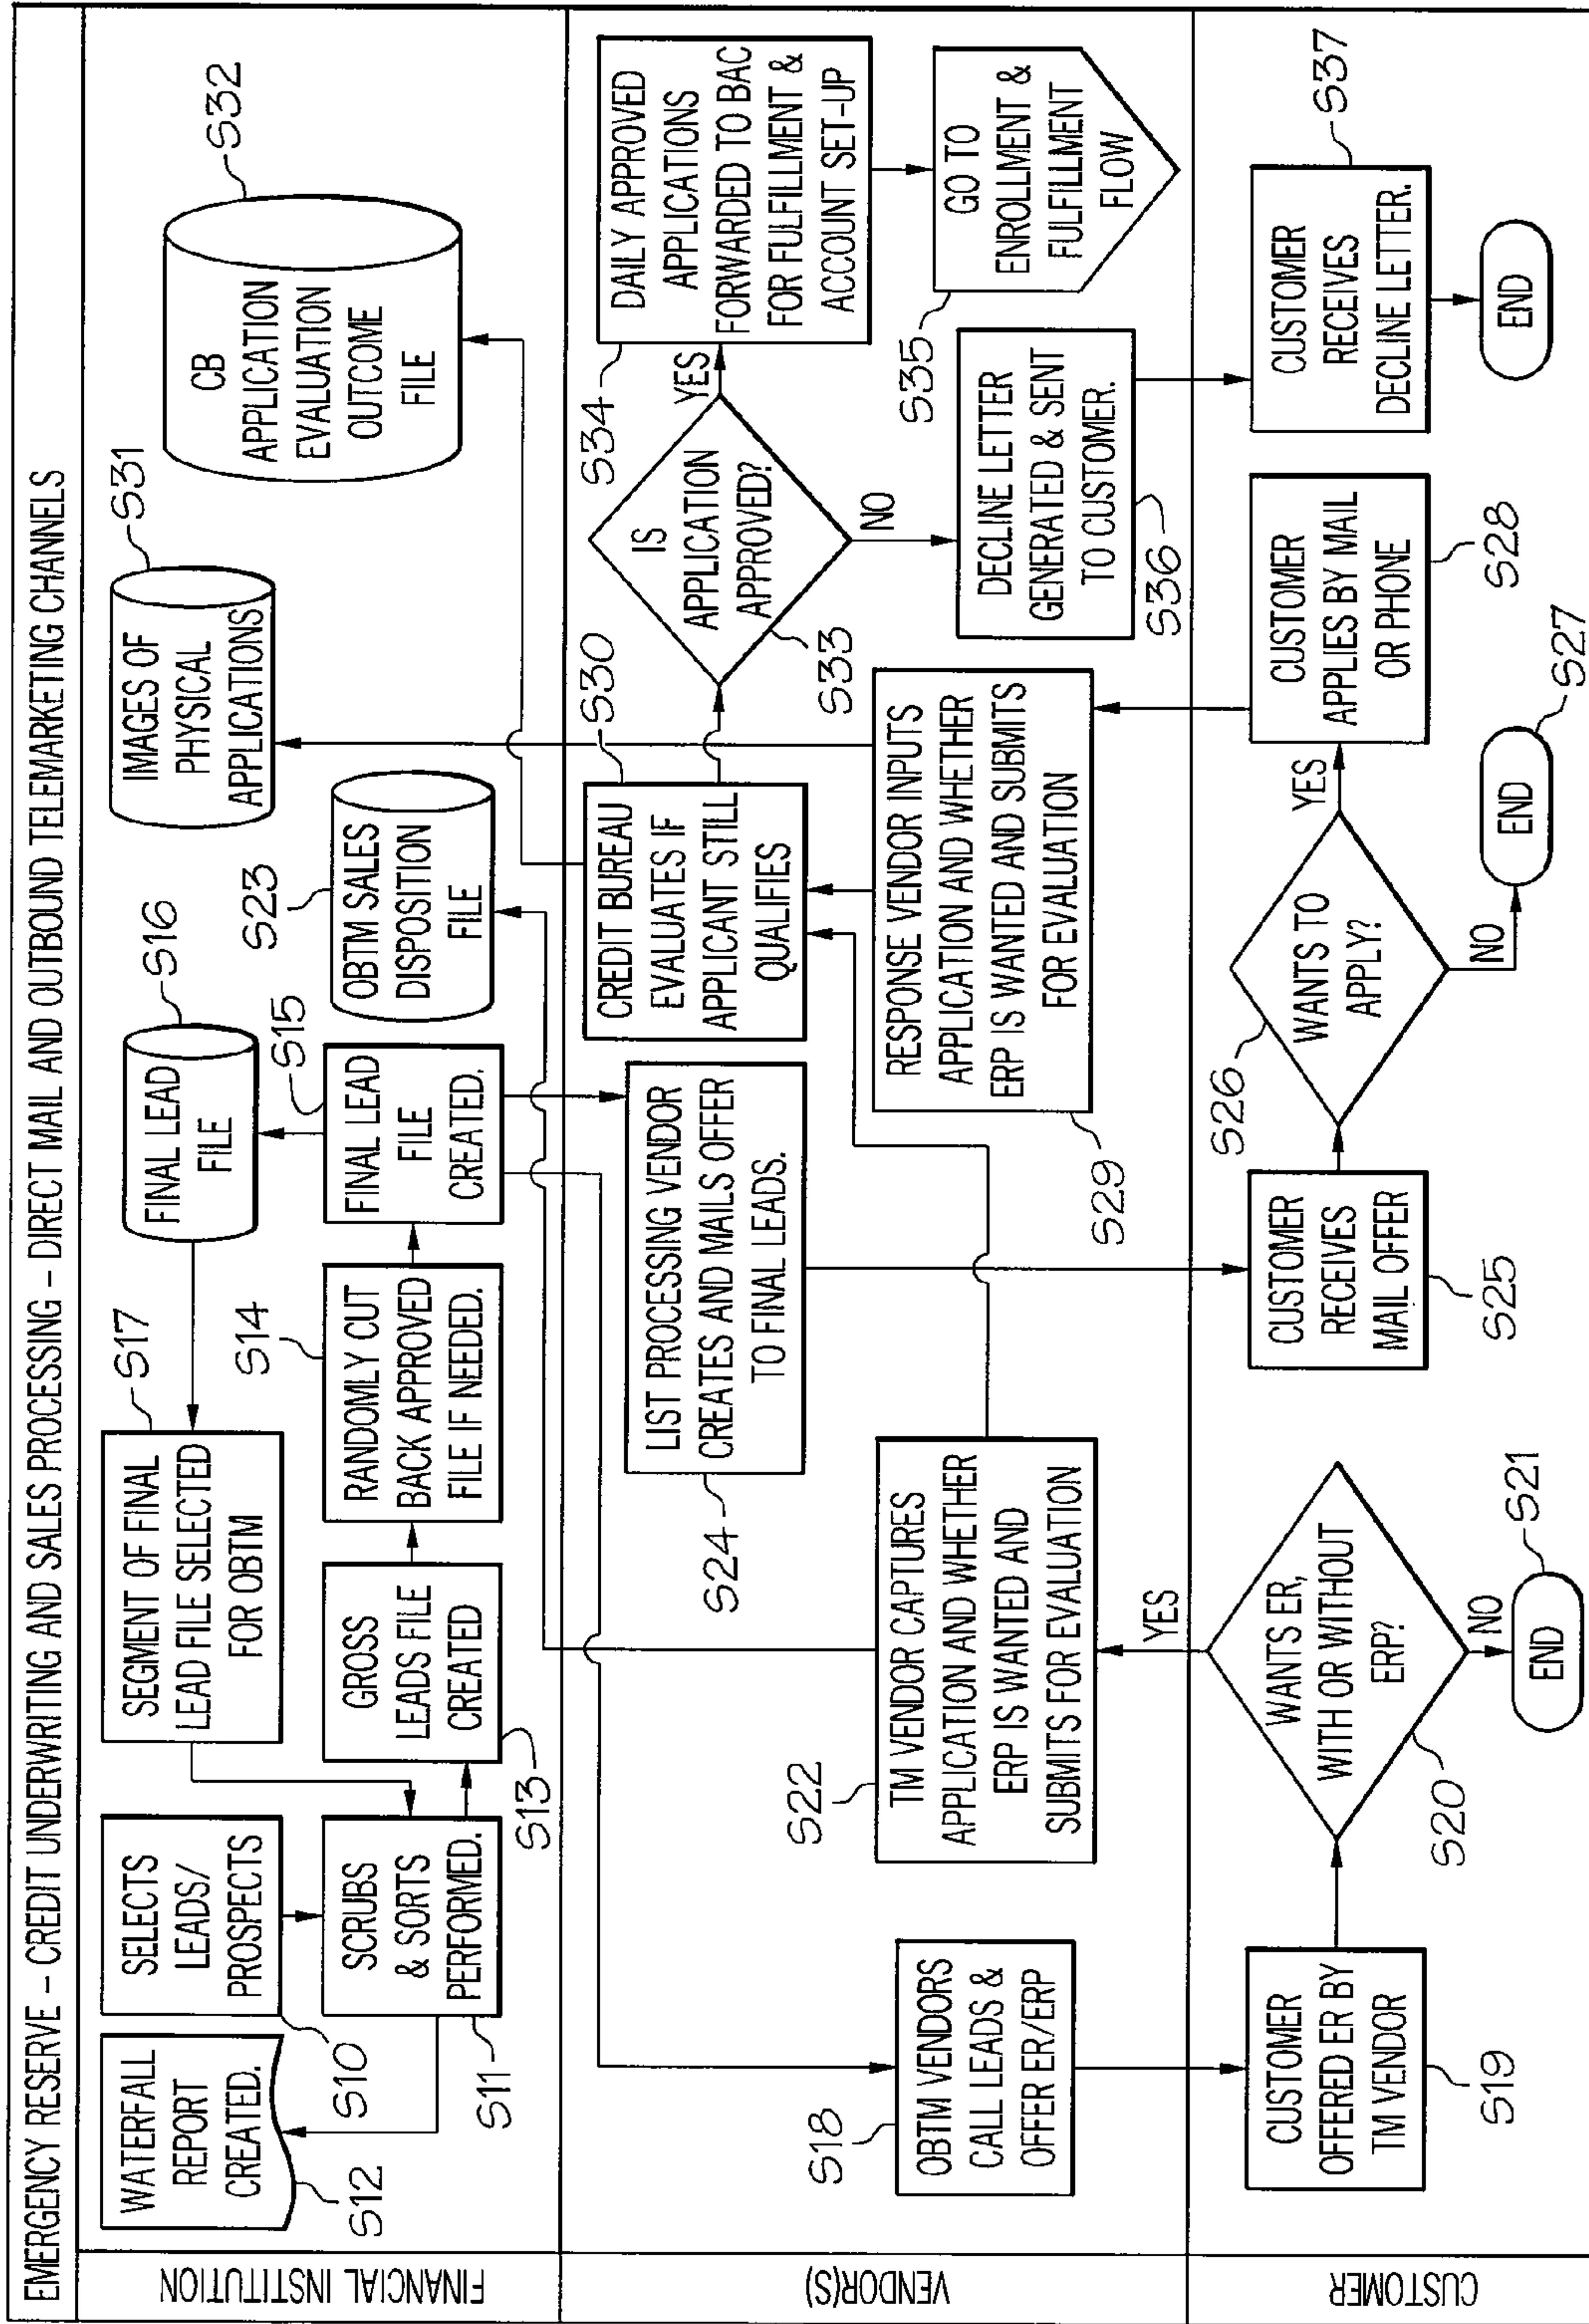 EMERGENCY RESERVE – CREDIT UNDERWRITING AND SALES PROCESSING – DIRECT MAIL AND OUTBOUND TELEMARKETING CHANNELS
FINANCIAL INSTITUTION
WATERFALL
REPORT
CREATED.
S12
SELECTS
LEADS/
PROSPECTS
S10
SCRUBS
& SORTS
PERFORMED.
S11
SEGMENT OF FINAL
LEAD FILE SELECTED
FOR OBTM
S17
GROSS
LEADS FILE
CREATED
S13
RANDOMLY CUT
BACK APPROVED
FILE IF NEEDED.
S14
FINAL LEAD
FILE
S16
FINAL LEAD
FILE
CREATED.
S15
OBTM SALES
DISPOSITION
FILE
S23
IMAGES OF
PHYSICAL
APPLICATIONS
S31
CB
APPLICATION
EVALUATION
OUTCOME
FILE
S32
VENDOR(S)
S18
OBTM VENDORS
CALL LEADS &
OFFER ER/ERP
S22
TM VENDOR CAPTURES
APPLICATION AND WHETHER
ERP IS WANTED AND
SUBMITS FOR EVALUATION
LIST PROCESSING VENDOR
CREATES AND MAILS OFFER
TO FINAL LEADS.
S24
CREDIT BUREAU
EVALUATES IF
APPLICANT STILL
QUALIFIES
S30
RESPONSE VENDOR INPUTS
APPLICATION AND WHETHER
ERP IS WANTED AND SUBMITS
FOR EVALUATION
S29
IS
APPLICATION
APPROVED?
S33
YES
NO
S34
DAILY APPROVED
APPLICATIONS
FORWARDED TO BAC
FOR FULFILLMENT &
ACCOUNT SET-UP
S35
GO TO
ENROLLMENT &
FULFILLMENT
FLOW
DECLINE LETTER
GENERATED & SENT
TO CUSTOMER.
S36
CUSTOMER
CUSTOMER
OFFERED ER BY
TM VENDOR
S19
WANTS ER,
WITH OR WITHOUT
ERP?
S20
YES
NO
END
S21
CUSTOMER
RECEIVES
MAIL OFFER
S25
WANTS TO
APPLY?
S26
YES
NO
END
S27
CUSTOMER
APPLIES BY MAIL
OR PHONE
S28
CUSTOMER
RECEIVES
DECLINE LETTER.
S37
END